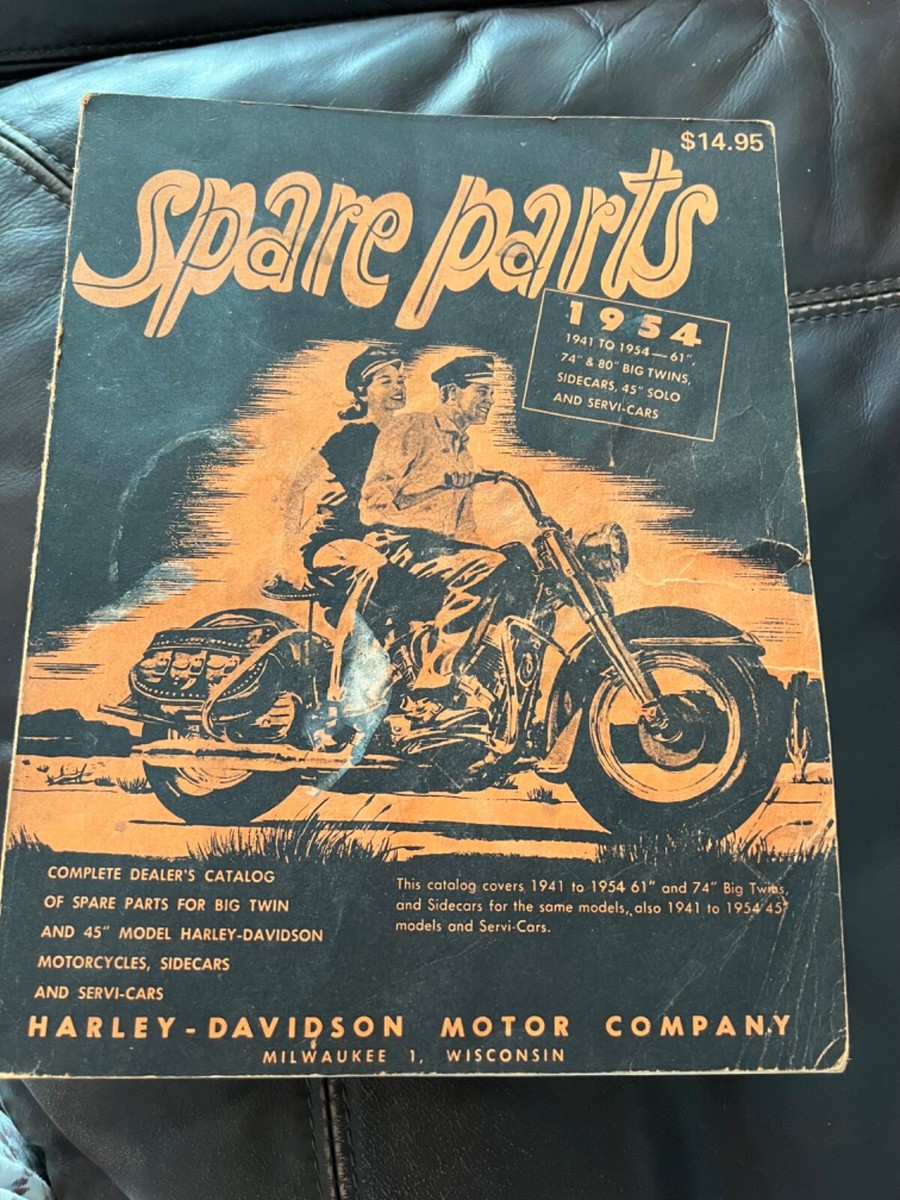 $14.95
Spare parts
1954
1941 TO 1954—61",
74" & 80" BIG TWINS,
SIDECARS, 45" SOLO
AND SERVI-CARS
COMPLETE DEALER'S CATALOG
OF SPARE PARTS FOR BIG TWIN
AND 45" MODEL HARLEY-DAVIDSON
MOTORCYCLES, SIDECARS
AND SERVI-CARS
This catalog covers 1941 to 1954 61" and 74" Big Twins,
and Sidecars for the same models, also 1941 to 1954 45"
models and Servi-Cars.
HARLEY-DAVIDSON MOTOR COMPANY
MILWAUKEE 1, WISCONSIN